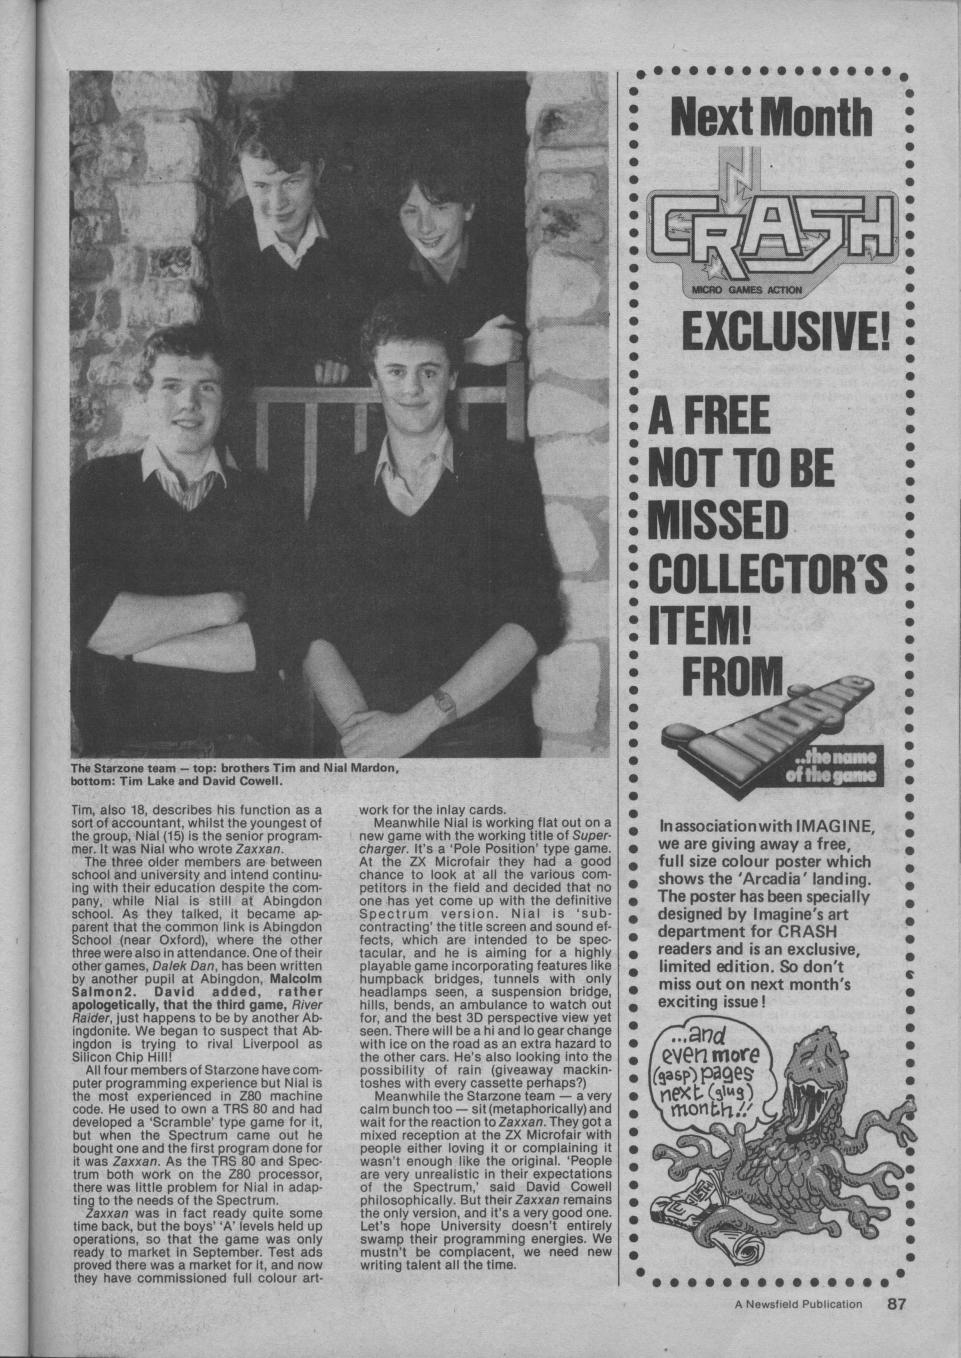 The Starzone team — top: brothers Tim and Nial Mardon,
bottom: Tim Lake and David Cowell.
Tim, also 18, describes his function as a
sort of accountant, whilst the youngest of
the group, Nial (15) is the senior program-
mer. It was Nial who wrote Zaxxan.
The three older members are between
school and university and intend continu-
ing with their education despite the com-
pany, while Nial is still at Abingdon
school. As they talked, it became ap-
parent that the common link is Abingdon
School (near Oxford), where the other
three were also in attendance. One of their
other games, Dalek Dan, has been written
by another pupil at Abingdon, Malcolm
Salmon2. David added, rather
apologetically, that the third game, River
Raider, just happens to be by another Ab-
ingdonite. We began to suspect that Ab-
ingdon is trying to rival Liverpool as
Silicon Chip Hill!
All four members of Starzone have com-
puter programming experience but Nial is
the most experienced in Z80 machine
code. He used to own a TRS 80 and had
developed a 'Scramble' type game for it,
but when the Spectrum came out he
bought one and the first program done for
it was Zaxxan. As the TRS 80 and Spec-
trum both work on the Z80 processor,
there was little problem for Nial in adap-
ting to the needs of the Spectrum.
Zaxxan was in fact ready quite some
time back, but the boys' 'A' levels held up
operations, so that the game was only
ready to market in September. Test ads
proved there was a market for it, and now
they have commissioned full colour art-
work for the inlay cards.
Meanwhile Nial is working flat out on a
new game with the working title of Super-
charger. It's a 'Pole Position' type game.
At the ZX Microfair they had a good
chance to look at all the various com-
petitors in the field and decided that no
one has yet come up with the definitive
Spectrum version. Nial is 'sub-
contracting' the title screen and sound ef-
fects, which are intended to be spec-
tacular, and he is aiming for a highly
playable game incorporating features like
humpback bridges, tunnels with only
headlamps seen, a suspension bridge,
hills, bends, an ambulance to watch out
for, and the best 3D perspective view yet
seen. There will be a hi and lo gear change
with ice on the road as an extra hazard to
the other cars. He's also looking into the
possibility of rain (giveaway mackin-
toshes with every cassette perhaps?)
Meanwhile the Starzone team — a very
calm bunch too — sit (metaphorically) and
wait for the reaction to Zaxxan. They got a
mixed reception at the ZX Microfair with
people either loving it or complaining it
wasn't enough like the original. 'People
are very unrealistic in their expectations
of the Spectrum,' said David Cowell
philosophically. But their Zaxxan remains
the only version, and it's a very good one.
Let's hope University doesn't entirely
swamp their programming energies. We
mustn't be complacent, we need new
writing talent all the time.
Next Month
CRASH
MICRO GAMES ACTION
EXCLUSIVE!
A FREE
NOT TO BE
MISSED
COLLECTOR'S
ITEM!
FROM
imagine
...the name
of the game
In association with IMAGINE,
we are giving away a free,
full size colour poster which
shows the 'Arcadia' landing.
The poster has been specially
designed by Imagine's art
department for CRASH
readers and is an exclusive,
limited edition. So don't
miss out on next month's
exciting issue!
...and
even more
(gasp) pages
next (glug)
month!!
CRASH
A Newsfield Publication 87